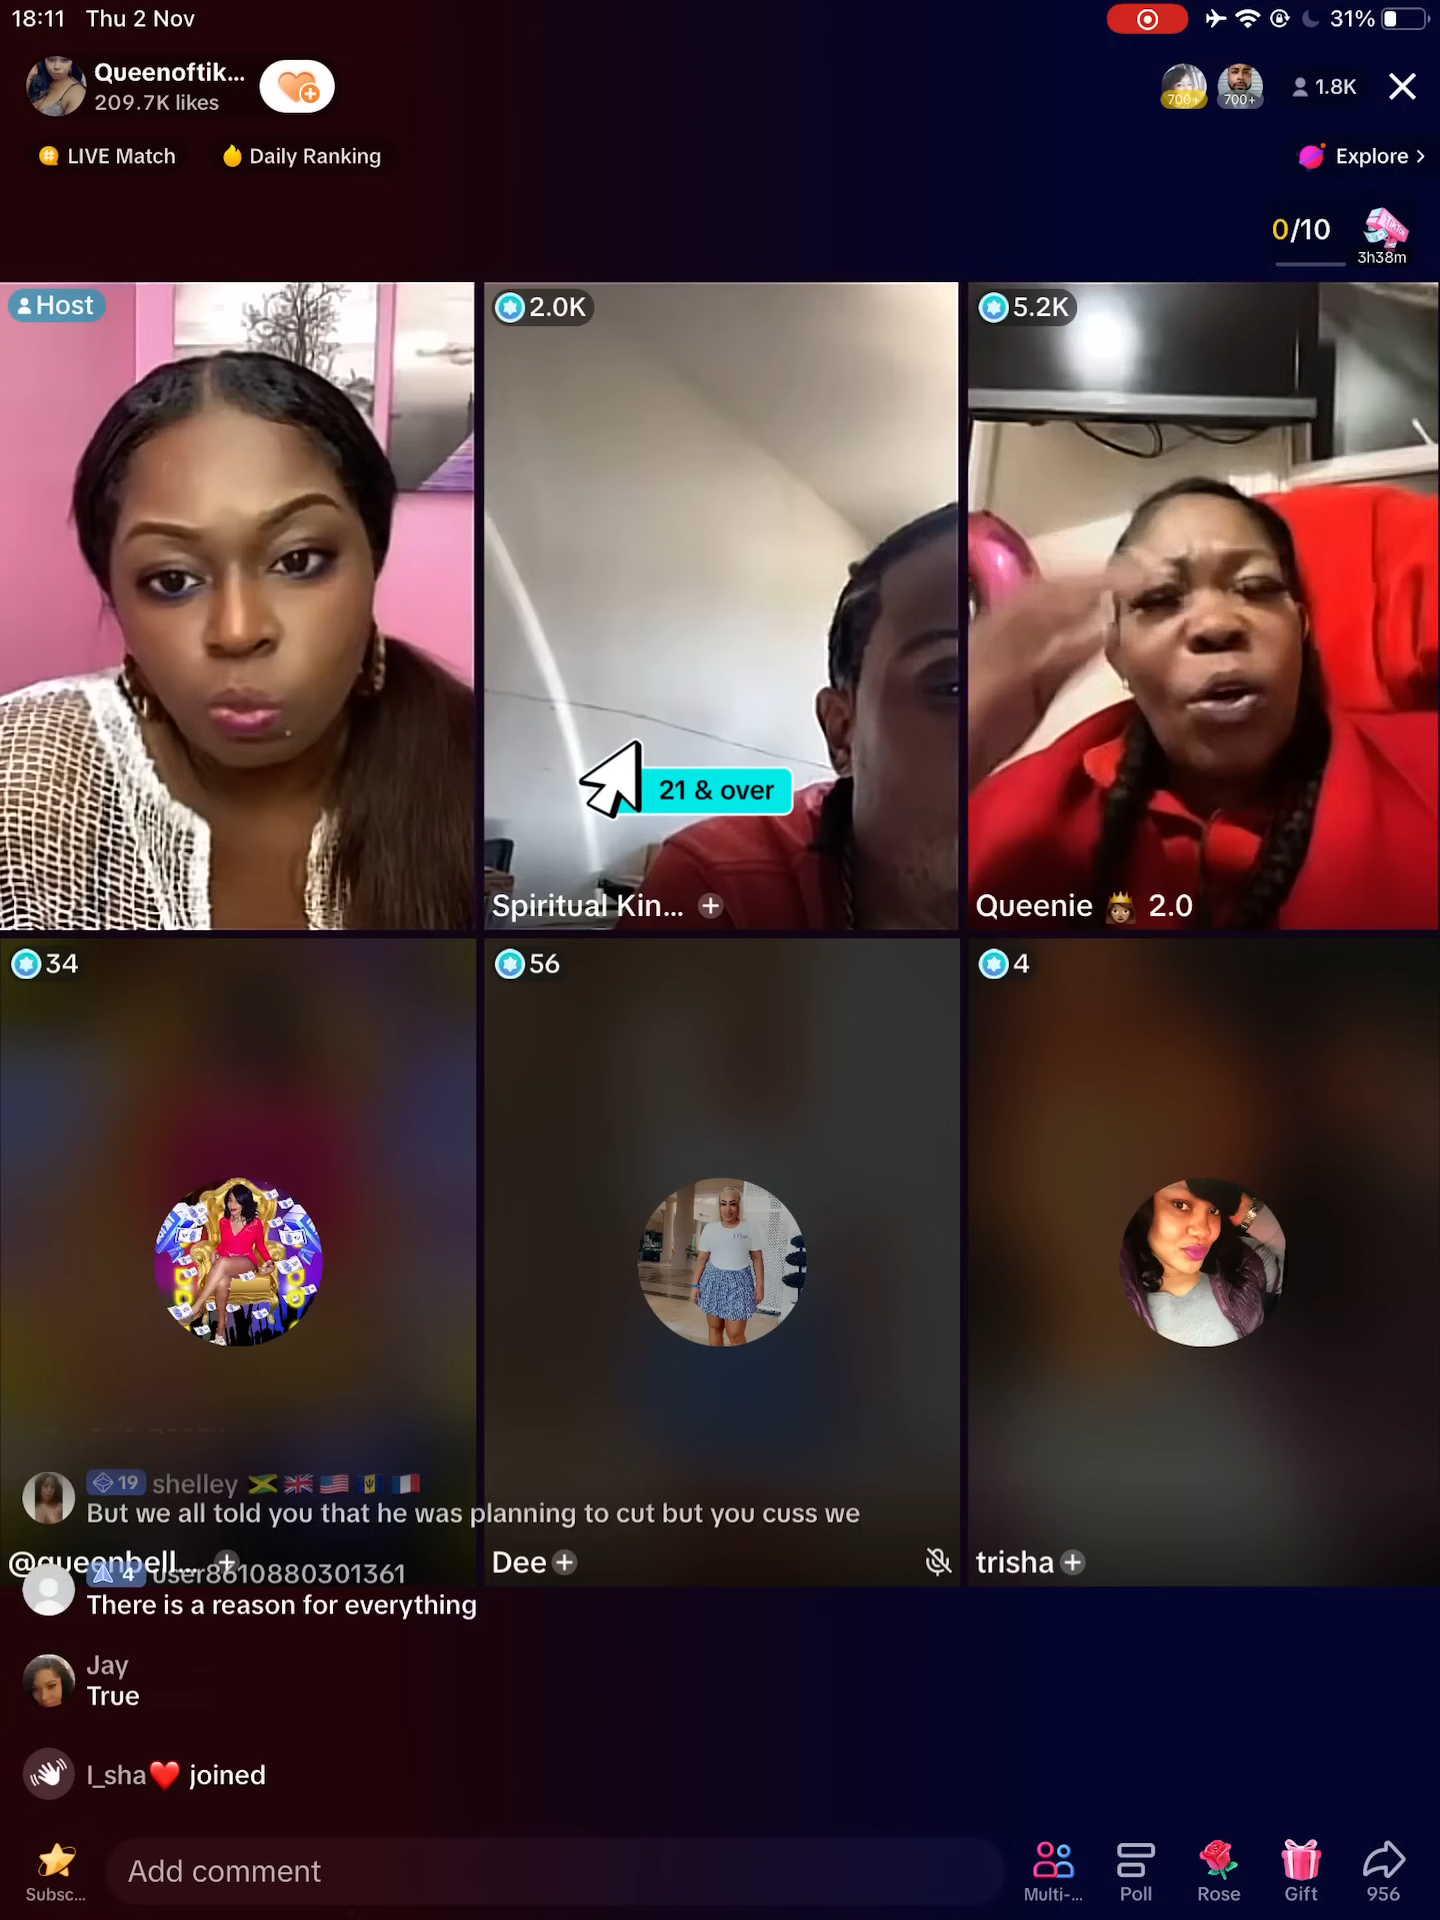 18:11 Thu 2 Nov
31%
Queenoftik...
209.7K likes
700+
700+
1.8K
LIVE Match
Daily Ranking
Explore >
0/10
3h38m
Host
2.0K
5.2K
21 & over
Spiritual Kin...
Queenie 👸🏽 2.0
34
56
4
19 shelley 🇯🇲 🇬🇧 🇺🇸 🇧🇧 🇫🇷
But we all told you that he was planning to cut but you cuss we
@queenbell...
Dee
trisha
4 user8610880301361
There is a reason for everything
Jay
True
I_sha❤️ joined
Add comment
Subsc...
Multi-...
Poll
Rose
Gift
956